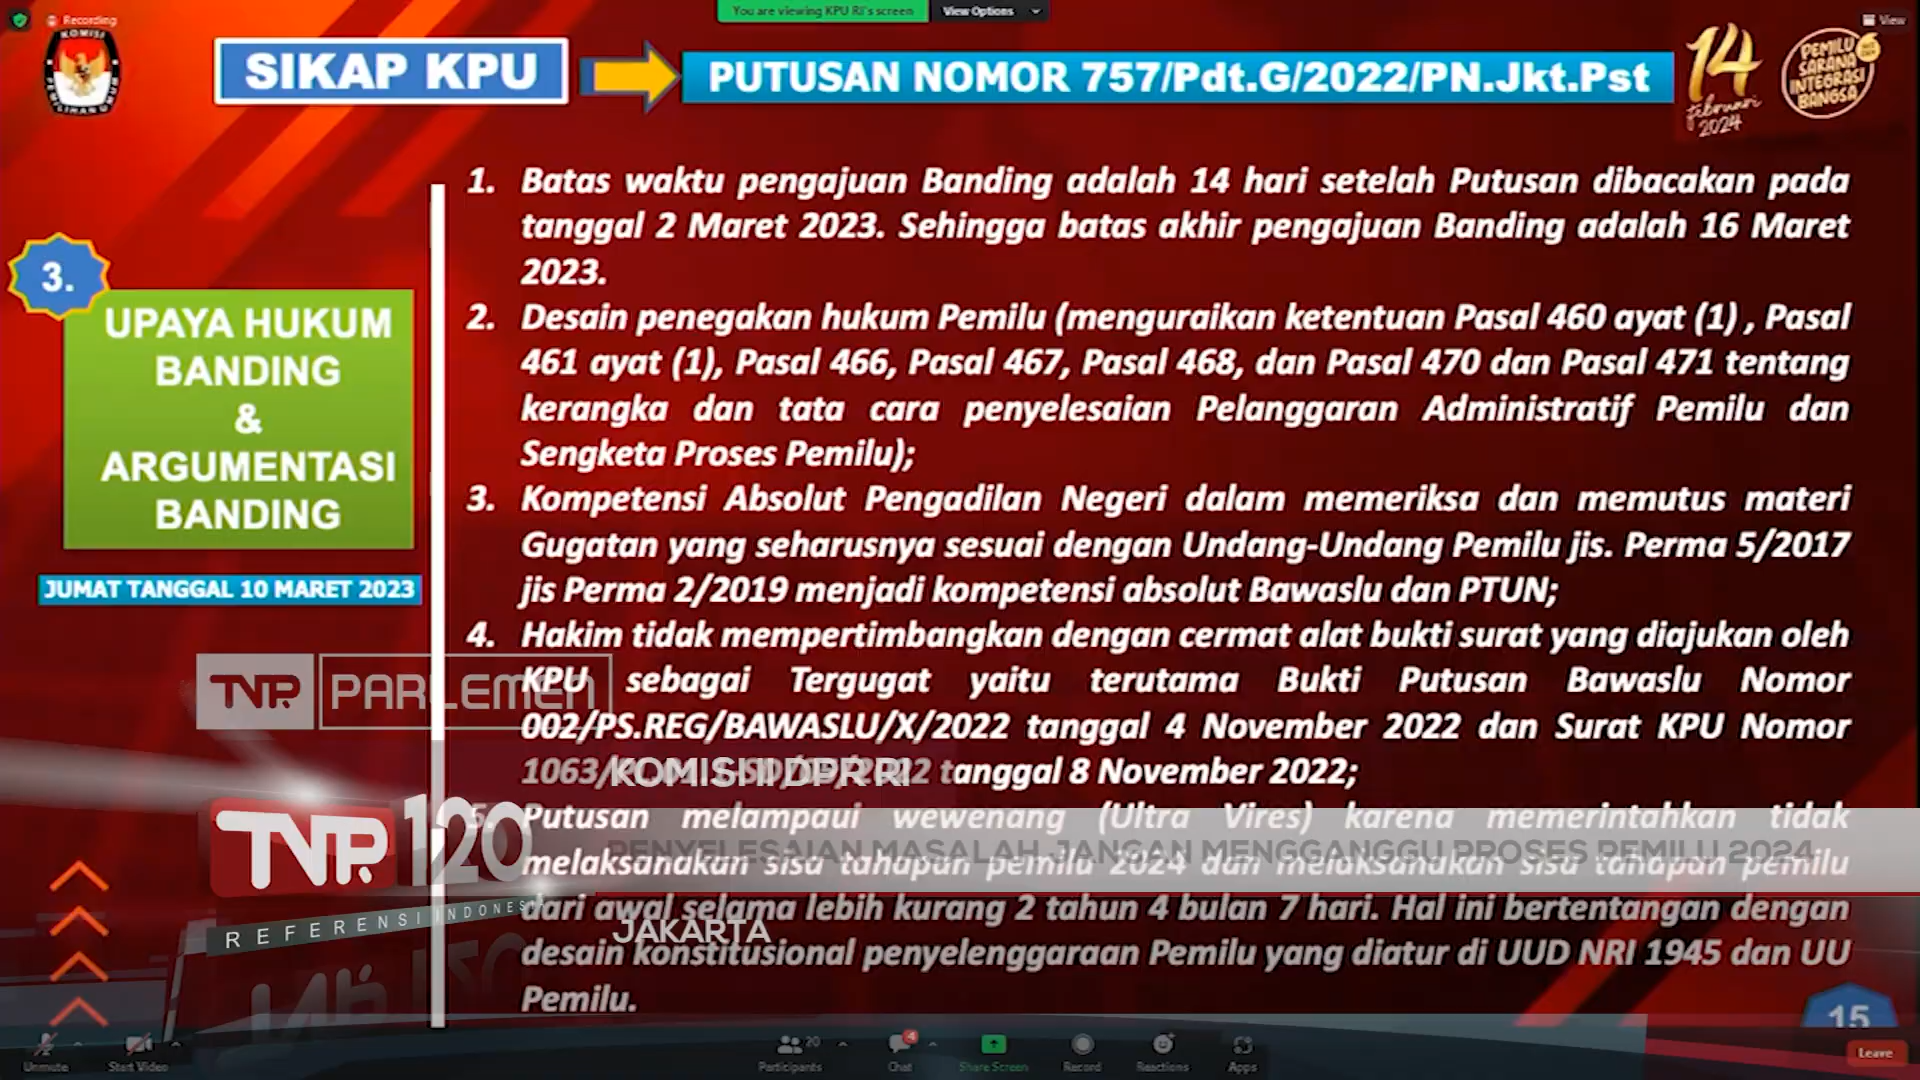 Recording
You are viewing KPU RI's screen
View Options
View
KOMISI
PEMILIHAN UMUM
SIKAP KPU
PUTUSAN NOMOR 757/Pdt.G/2022/PN.Jkt.Pst
14
februari
2024
PEMILU
SARANA
INTEGRASI
BANGSA
3.
UPAYA HUKUM
BANDING
&
ARGUMENTASI
BANDING
JUMAT TANGGAL 10 MARET 2023
1. Batas waktu pengajuan Banding adalah 14 hari setelah Putusan dibacakan pada
tanggal 2 Maret 2023. Sehingga batas akhir pengajuan Banding adalah 16 Maret
2023.
2. Desain penegakan hukum Pemilu (menguraikan ketentuan Pasal 460 ayat (1) , Pasal
461 ayat (1), Pasal 466, Pasal 467, Pasal 468, dan Pasal 470 dan Pasal 471 tentang
kerangka dan tata cara penyelesaian Pelanggaran Administratif Pemilu dan
Sengketa Proses Pemilu);
3. Kompetensi Absolut Pengadilan Negeri dalam memeriksa dan memutus materi
Gugatan yang seharusnya sesuai dengan Undang-Undang Pemilu jis. Perma 5/2017
jis Perma 2/2019 menjadi kompetensi absolut Bawaslu dan PTUN;
4. Hakim tidak mempertimbangkan dengan cermat alat bukti surat yang diajukan oleh
KPU sebagai Tergugat yaitu terutama Bukti Putusan Bawaslu Nomor
002/PS.REG/BAWASLU/X/2022 tanggal 4 November 2022 dan Surat KPU Nomor
tanggal 8 November 2022;
5. Putusan melampaui wewenang (Ultra Vires) karena memerintahkan tidak
melaksanakan sisa tahapan pemilu 2024 dan melaksanakan sisa tahapan pemilu
dari awal selama lebih kurang 2 tahun 4 bulan 7 hari. Hal ini bertentangan dengan
desain konstitusional penyelenggaraan Pemilu yang diatur di UUD NRI 1945 dan UU
Pemilu.
15
TVR PARLEMEN
KOMISI II DPR RI
TVR 120
PENYELESAIAN MASALAH JANGAN MENGGANGGU PROSES PEMILU 2024
REFERENSI INDONESIA
JAKARTA
Unmute
Start Video
Participants
20
Chat
4
Share Screen
Record
Reactions
Apps
Leave